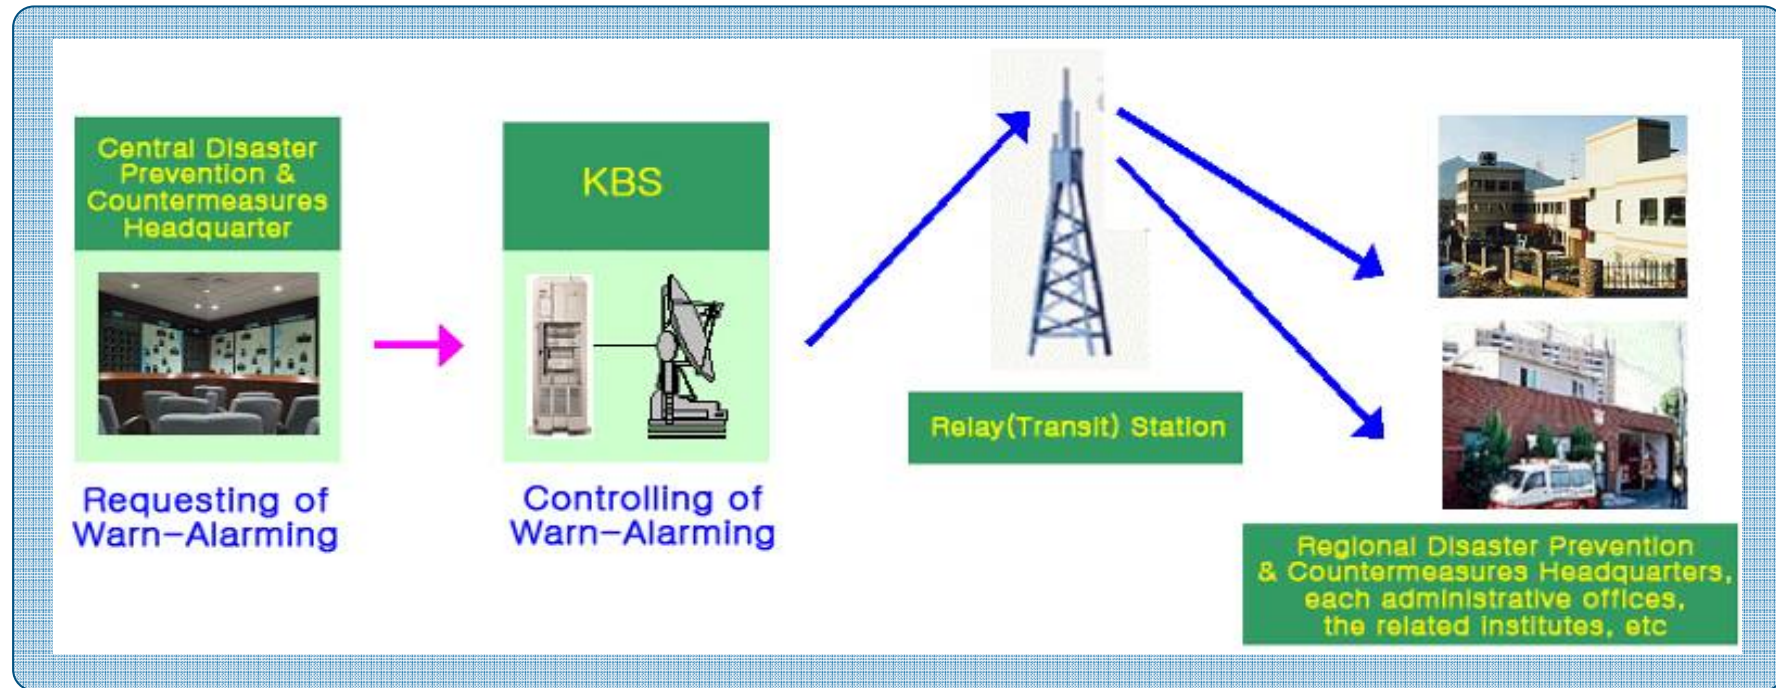 Central Disaster
Prevention &
Countermeasures
Headquarter
KBS
Requesting of
Warn-Alarming
Controlling of
Warn-Alarming
Relay(Transit) Station
Regional Disaster Prevention
& Countermeasures Headquarters,
each administrative offices,
the related institutes, etc